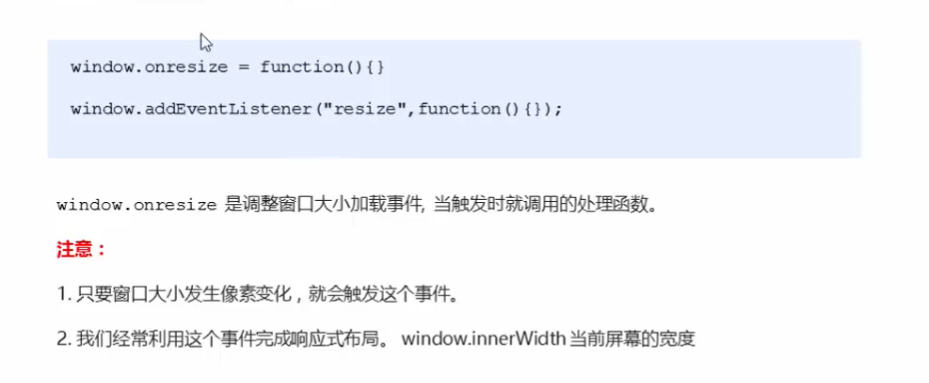 window.onresize = function(){}
window.addEventListener("resize",function(){});
window.onresize 是调整窗口大小加载事件, 当触发时就调用的处理函数。
注意：
1. 只要窗口大小发生像素变化，就会触发这个事件。
2. 我们经常利用这个事件完成响应式布局。 window.innerWidth 当前屏幕的宽度